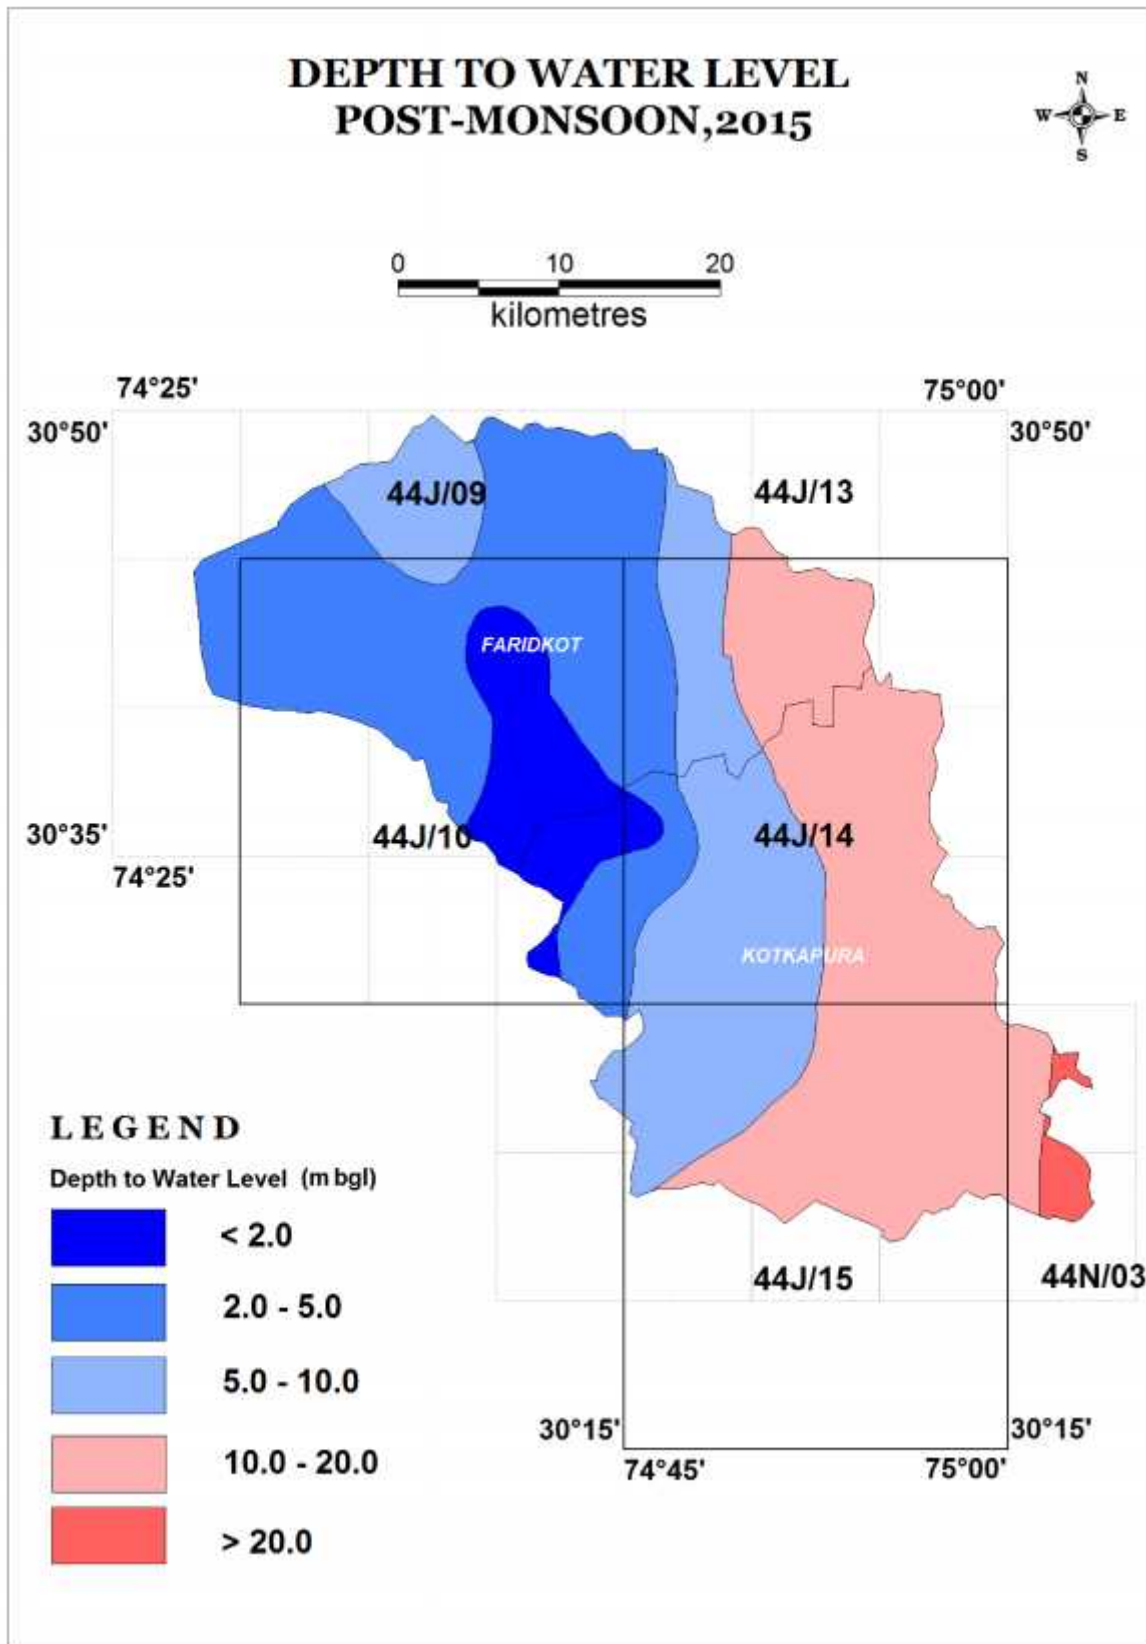 DEPTH TO WATER LEVEL
POST-MONSOON,2015
N
W E
S
0 10 20
kilometres
74°25' 75°00'
30°50' 30°50'
44J/09 44J/13
FARIDKOT
30°35' 44J/10 44J/14
74°25'
KOTKAPURA
LEGEND
Depth to Water Level (m bgl)
< 2.0
44J/15 44N/03
2.0 - 5.0
5.0 - 10.0
30°15' 30°15'
10.0 - 20.0
74°45' 75°00'
> 20.0